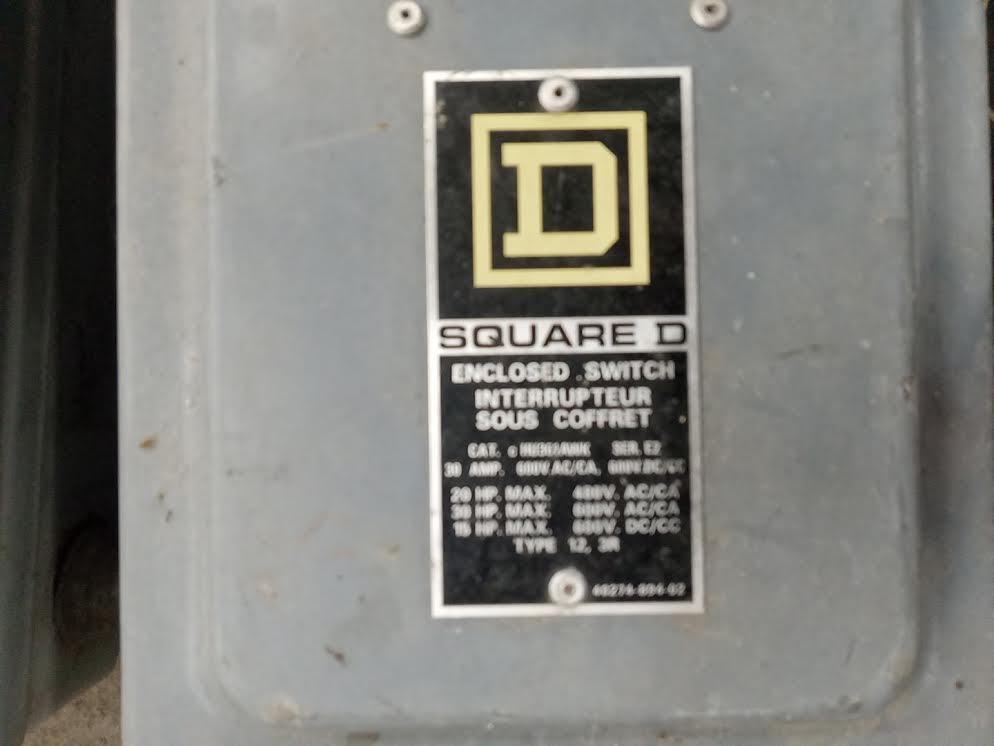 D
SQUARE D
ENCLOSED SWITCH
INTERRUPTEUR
SOUS COFFRET
CAT. SER. E2
30 AMP. 600V.AC/CA, 600V.DC/CC
20 HP. MAX. 480V. AC/CA
30 HP. MAX. 600V. AC/CA
15 HP. MAX. 600V. DC/CC
TYPE 12, 3R